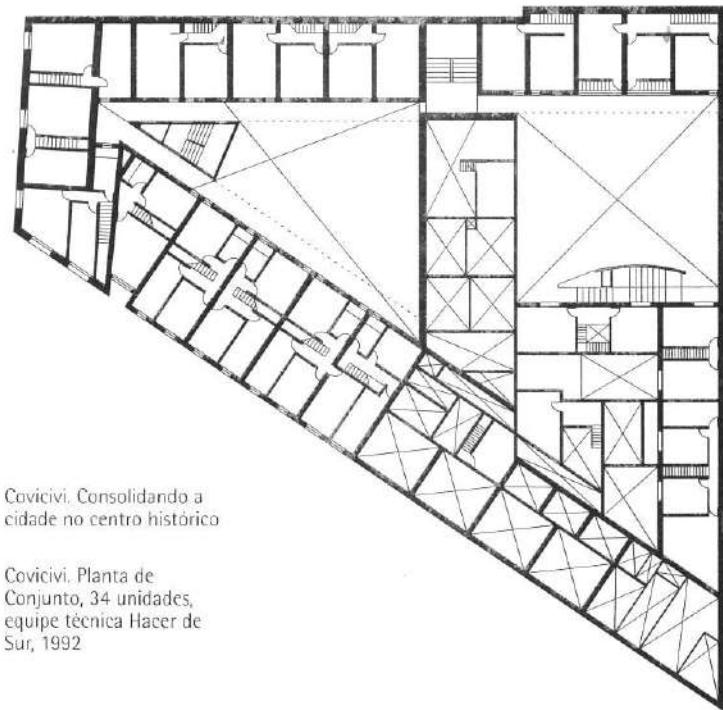 Covicivi. Consolidando a
cidade no centro histórico
Covicivi. Planta de
Conjunto, 34 unidades,
equipe técnica Hacer de
Sur, 1992